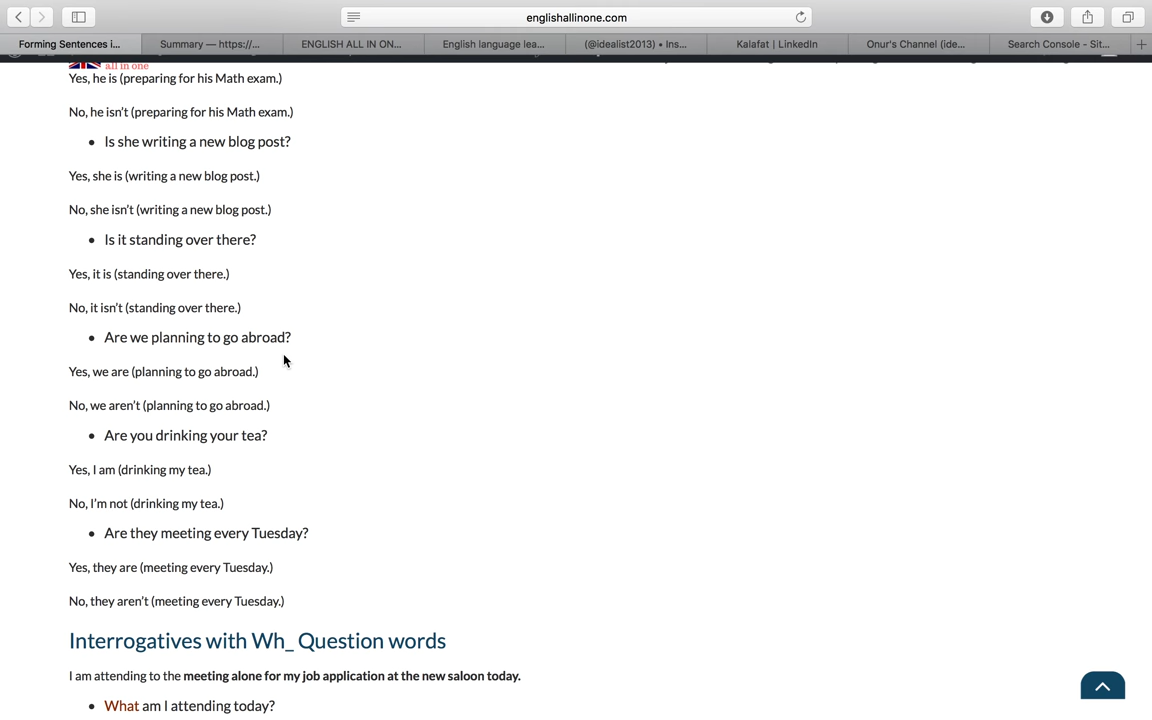 englishallinone.com
Forming Sentences i...
Summary — https://...
ENGLISH ALL IN ON...
English language lea...
(@idealist2013) • Ins...
Kalafat | LinkedIn
Onur's Channel (ide...
Search Console - Sit...
all in one
Yes, he is (preparing for his Math exam.)
No, he isn't (preparing for his Math exam.)
• Is she writing a new blog post?
Yes, she is (writing a new blog post.)
No, she isn't (writing a new blog post.)
• Is it standing over there?
Yes, it is (standing over there.)
No, it isn't (standing over there.)
• Are we planning to go abroad?
Yes, we are (planning to go abroad.)
No, we aren't (planning to go abroad.)
• Are you drinking your tea?
Yes, I am (drinking my tea.)
No, I'm not (drinking my tea.)
• Are they meeting every Tuesday?
Yes, they are (meeting every Tuesday.)
No, they aren't (meeting every Tuesday.)
Interrogatives with Wh_ Question words
I am attending to the meeting alone for my job application at the new saloon today.
• What am I attending today?